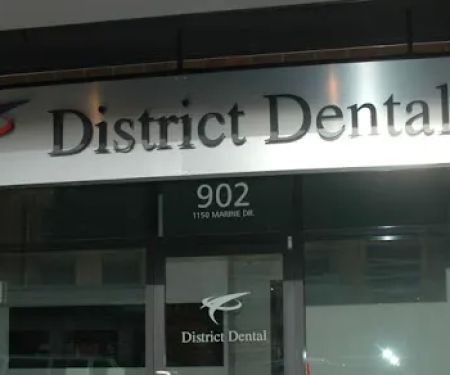 District Dental
902
1150 MARINE DR.
District Dental